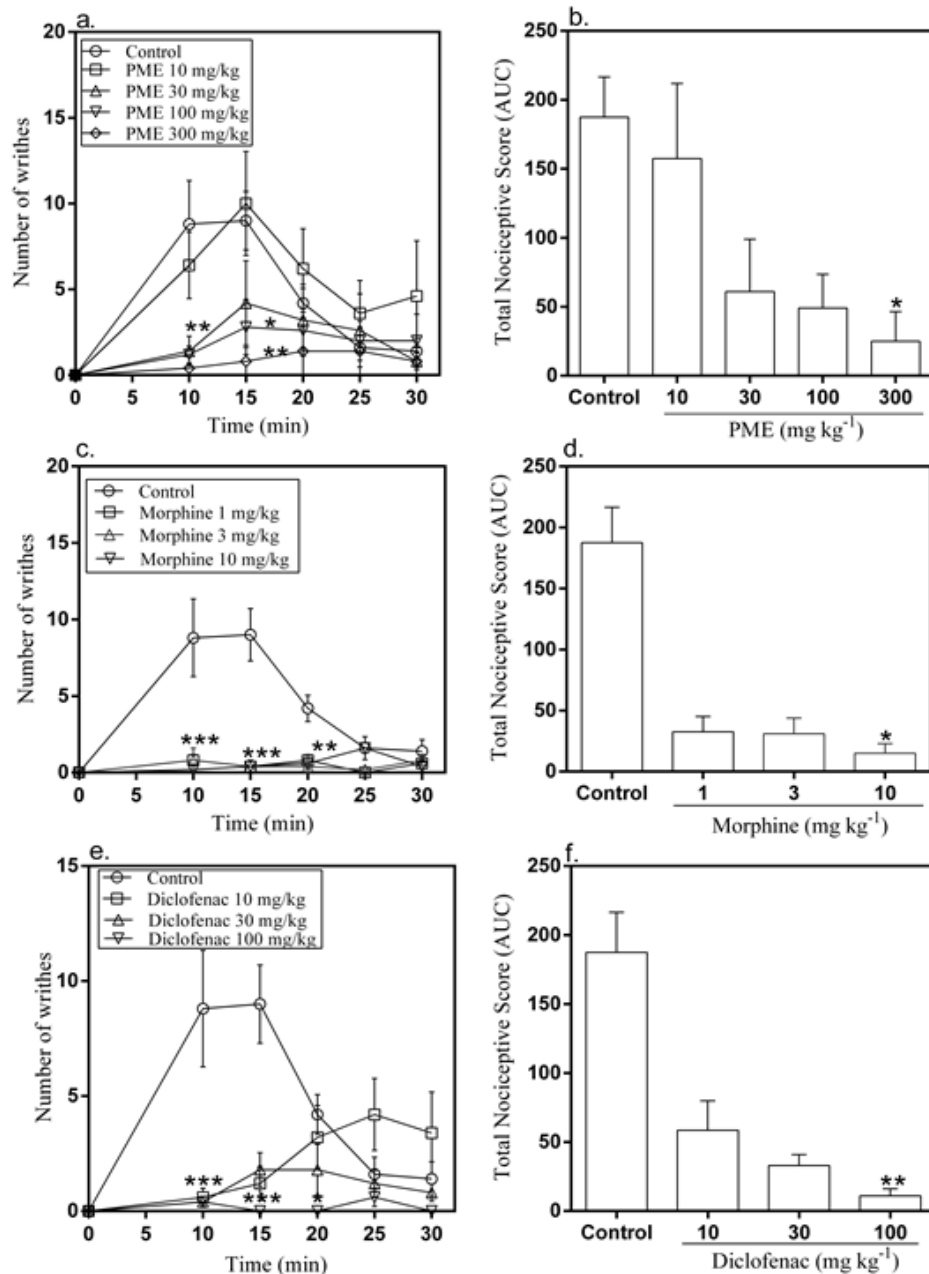 a.
Number of writhes
20
15
10
5
0
Control
PME 10 mg/kg
PME 30 mg/kg
PME 100 mg/kg
PME 300 mg/kg
**
*
**
0 5 10 15 20 25 30
Time (min)
b.
Total Nociceptive Score (AUC)
250
200
150
100
50
0
*
Control 10 30 100 300
PME (mg kg-1)
c.
Number of writhes
20
15
10
5
0
Control
Morphine 1 mg/kg
Morphine 3 mg/kg
Morphine 10 mg/kg
*** *** **
0 5 10 15 20 25 30
Time (min)
d.
Total Nociceptive Score (AUC)
250
200
150
100
50
0
*
Control 1 3 10
Morphine (mg kg-1)
e.
Number of writhes
15
10
5
0
Control
Diclofenac 10 mg/kg
Diclofenac 30 mg/kg
Diclofenac 100 mg/kg
*** *** *
0 5 10 15 20 25 30
Time (min)
f.
Total Nociceptive Score (AUC)
250
200
150
100
50
0
**
Control 10 30 100
Diclofenac (mg kg-1)